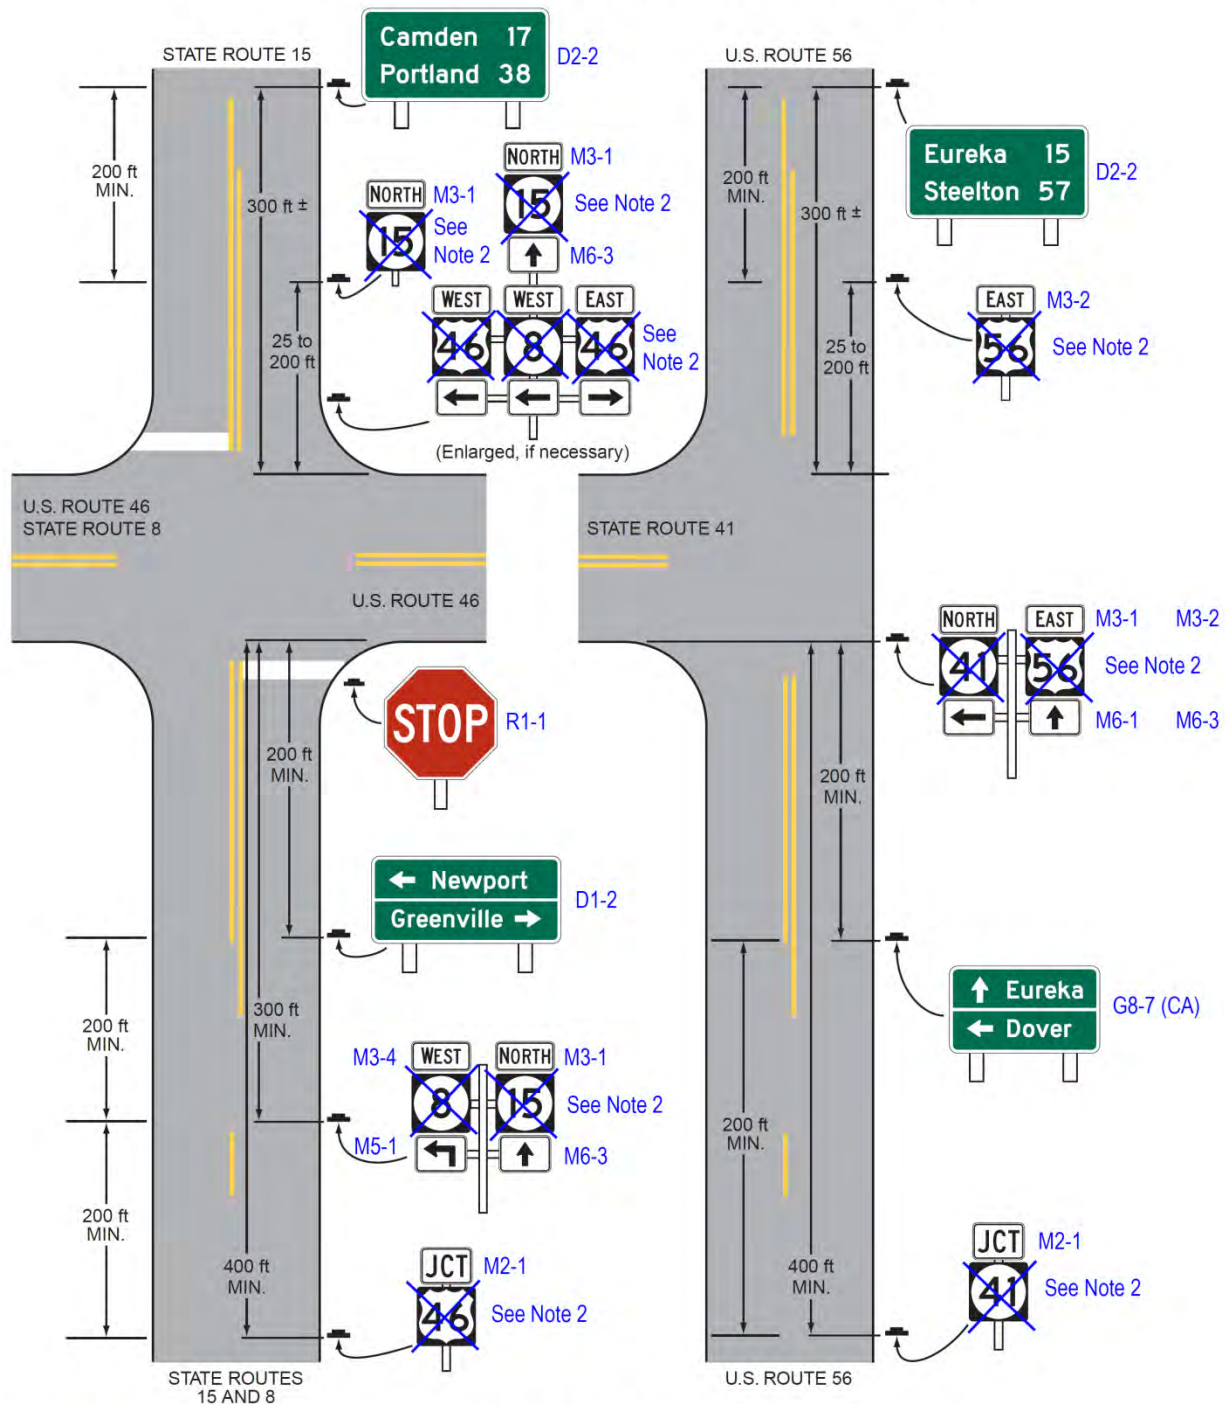 STATE ROUTE 15
Camden 17
Portland 38
D2-2
200 ft
MIN.
300 ft ±
NORTH
M3-1
15
See
Note 2
NORTH
M3-1
15
See Note 2
M6-3
25 to
200 ft
WEST
WEST
EAST
46
8
46
See
Note 2
(Enlarged, if necessary)
U.S. ROUTE 46
STATE ROUTE 8
U.S. ROUTE 46
STOP
R1-1
200 ft
MIN.
Newport
Greenville
D1-2
300 ft
MIN.
200 ft
MIN.
M3-4
WEST
NORTH
M3-1
8
15
See Note 2
M5-1
M6-3
200 ft
MIN.
400 ft
MIN.
JCT
M2-1
46
See Note 2
STATE ROUTES
15 AND 8
U.S. ROUTE 56
200 ft
MIN.
300 ft ±
Eureka 15
Steelton 57
D2-2
25 to
200 ft
EAST
M3-2
56
See Note 2
STATE ROUTE 41
NORTH
EAST
M3-1 M3-2
41
56
See Note 2
M6-1 M6-3
200 ft
MIN.
Eureka
Dover
G8-7 (CA)
200 ft
MIN.
400 ft
MIN.
JCT
M2-1
41
See Note 2
U.S. ROUTE 56